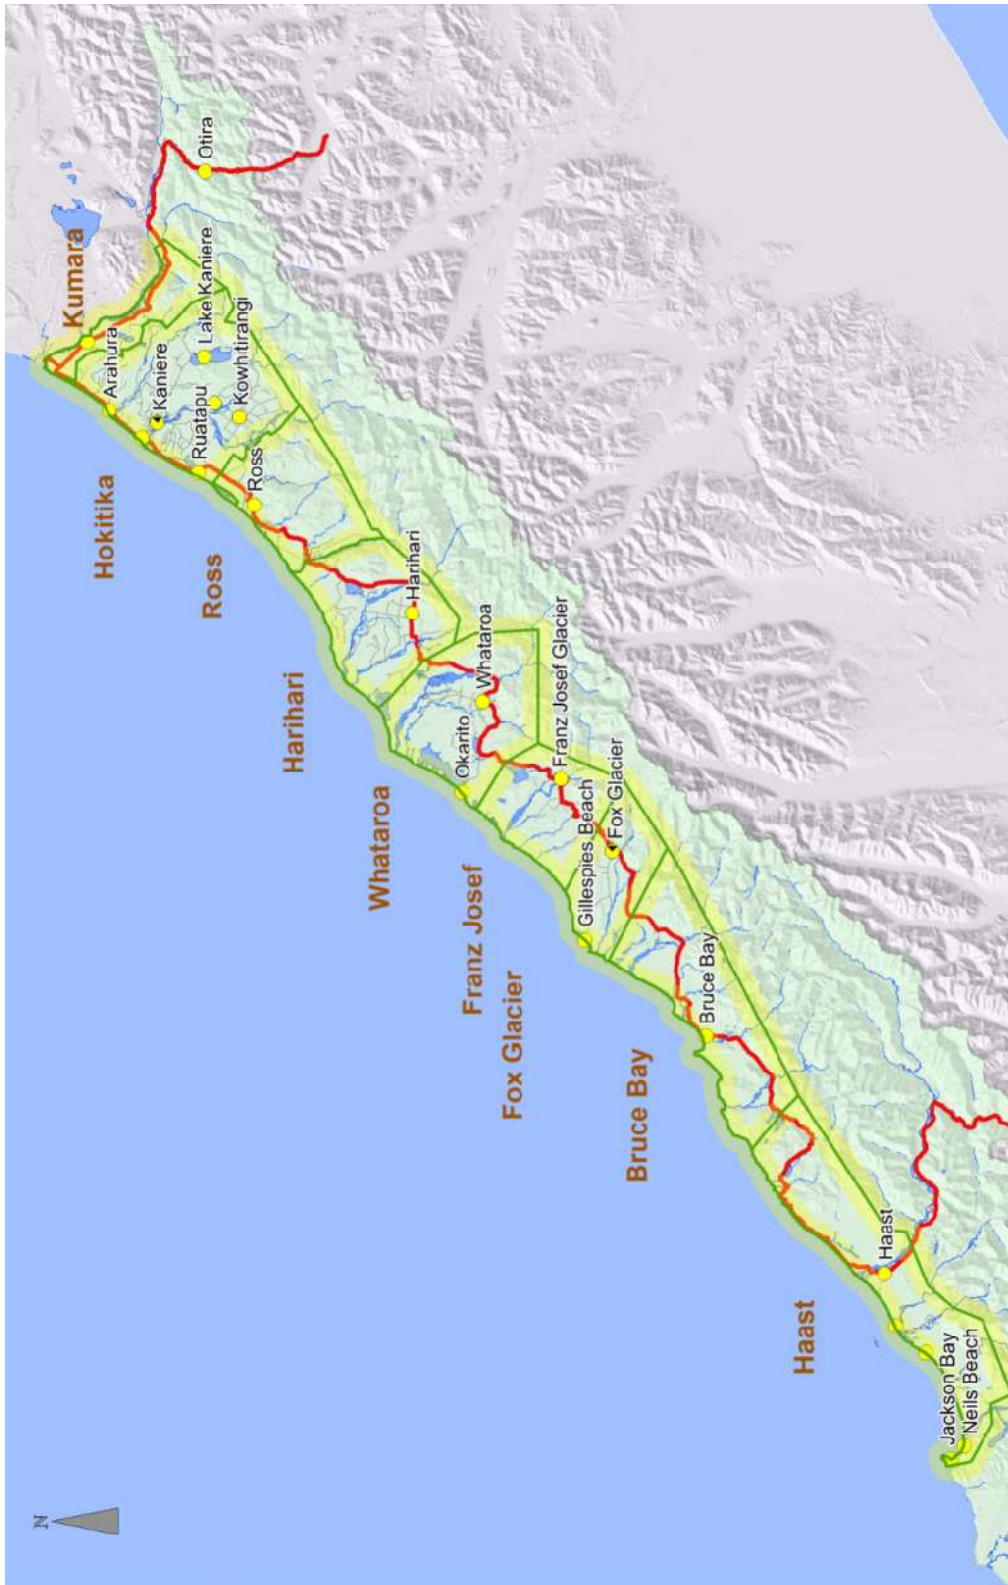 N
Kumara
Hokitika
Ross
Harihari
Whataroa
Franz Josef
Fox Glacier
Bruce Bay
Haast
Otira
Arahura
Kaniere
Lake Kaniere
Kowhitirangi
Ruatapu
Ross
Harihari
Whataroa
Okarito
Franz Josef Glacier
Fox Glacier
Gillespies Beach
Bruce Bay
Haast
Jackson Bay
Neils Beach